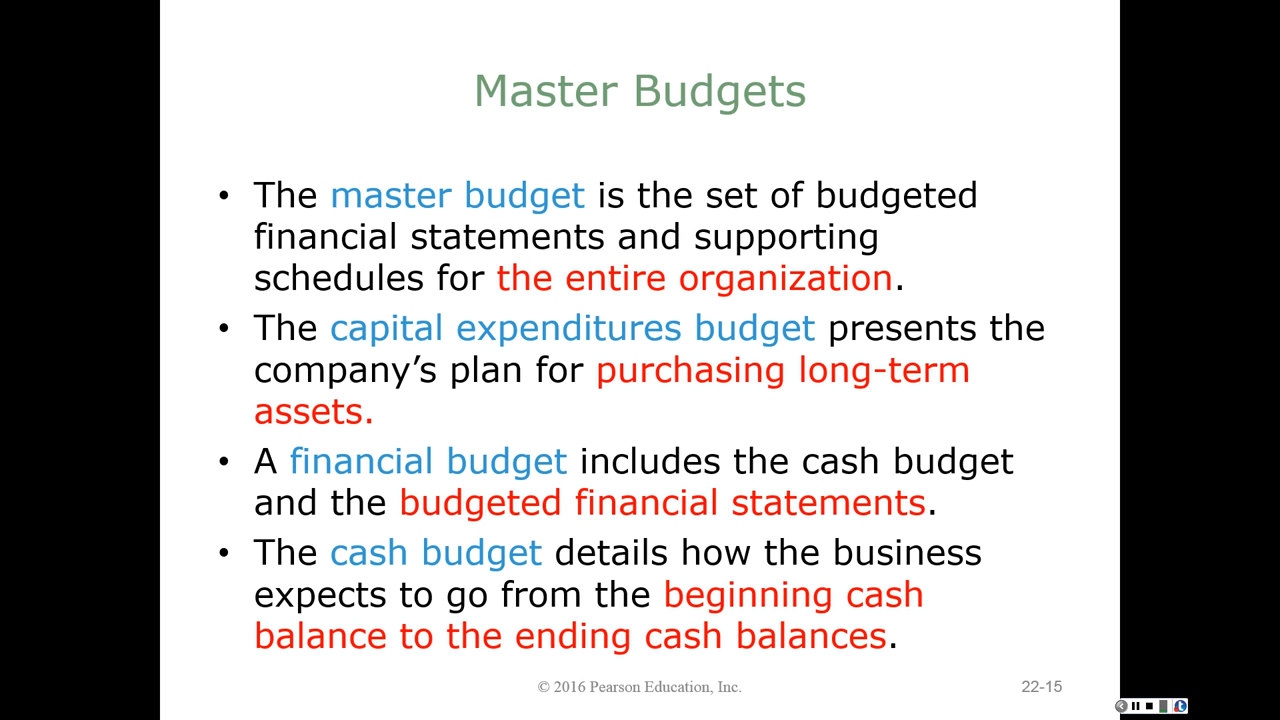 Master Budgets
• The master budget is the set of budgeted
financial statements and supporting
schedules for the entire organization.
• The capital expenditures budget presents the
company’s plan for purchasing long-term
assets.
• A financial budget includes the cash budget
and the budgeted financial statements.
• The cash budget details how the business
expects to go from the beginning cash
balance to the ending cash balances.
© 2016 Pearson Education, Inc.
22-15